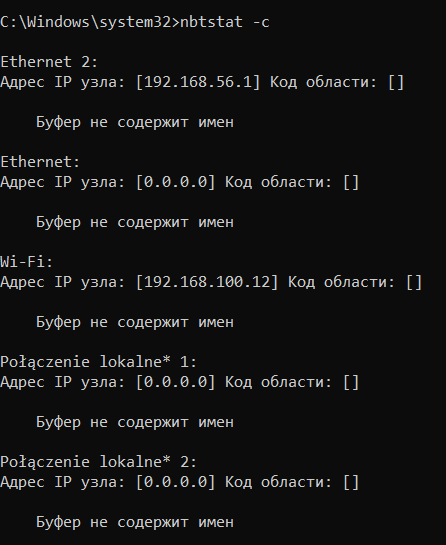 C:\Windows\system32>nbtstat -c
Ethernet 2:
Адрес IP узла: [192.168.56.1] Код области: []
Буфер не содержит имен
Ethernet:
Адрес IP узла: [0.0.0.0] Код области: []
Буфер не содержит имен
Wi-Fi:
Адрес IP узла: [192.168.100.12] Код области: []
Буфер не содержит имен
Połączenie lokalne* 1:
Адрес IP узла: [0.0.0.0] Код области: []
Буфер не содержит имен
Połączenie lokalne* 2:
Адрес IP узла: [0.0.0.0] Код области: []
Буфер не содержит имен